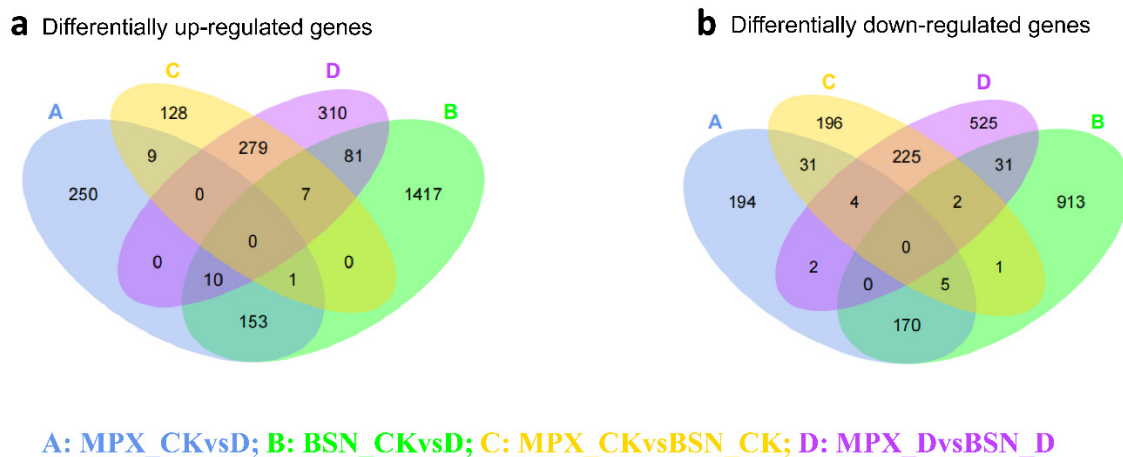 a Differentially up-regulated genes
b Differentially down-regulated genes
C D
A B
128 310
9 279 81
250 0 7 1417
0
0 10 1 0
153
C D
A B
196 525
31 225 31
194 4 2 913
0
2 0 5 1
170
A: MPX_CKvsD; B: BSN_CKvsD; C: MPX_CKvsBSN_CK; D: MPX_DvsBSN_D